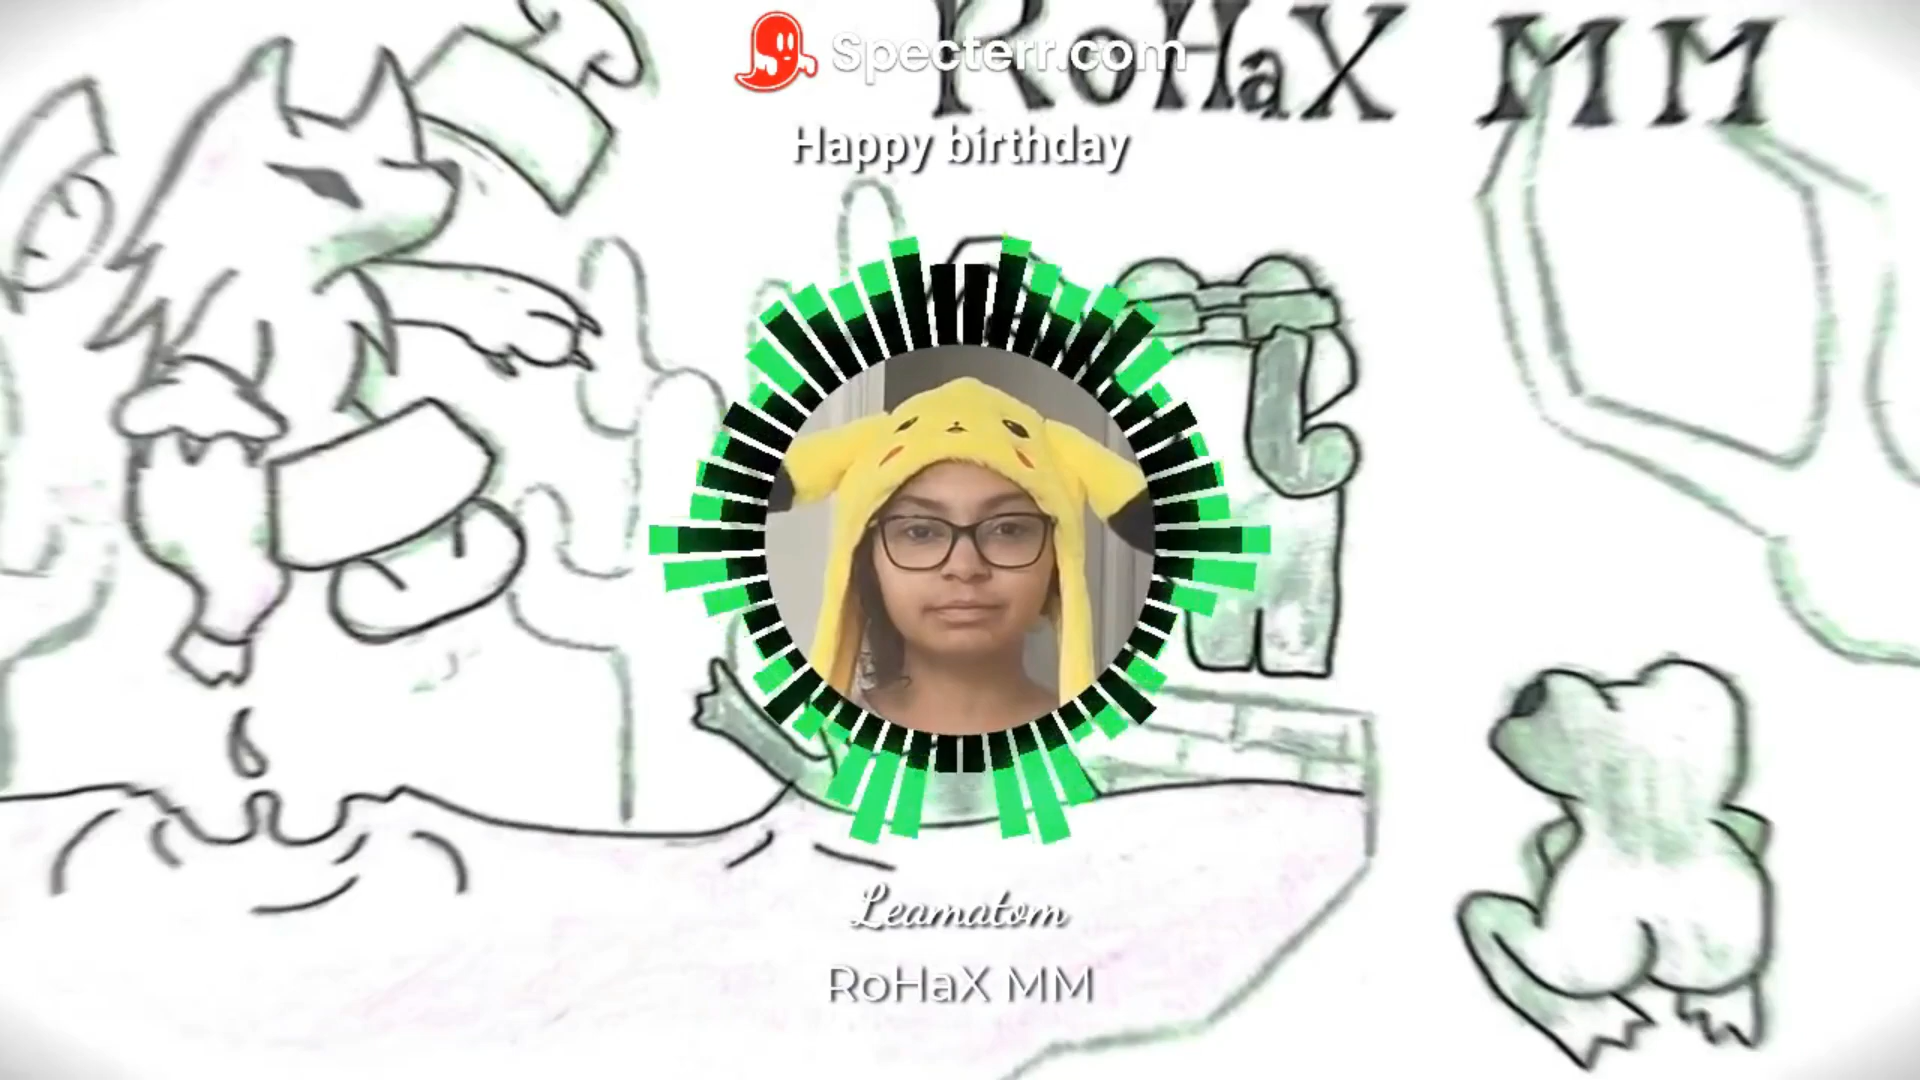 Specterr.com
RoHaX MM
Happy birthday
Leamatom
RoHaX MM